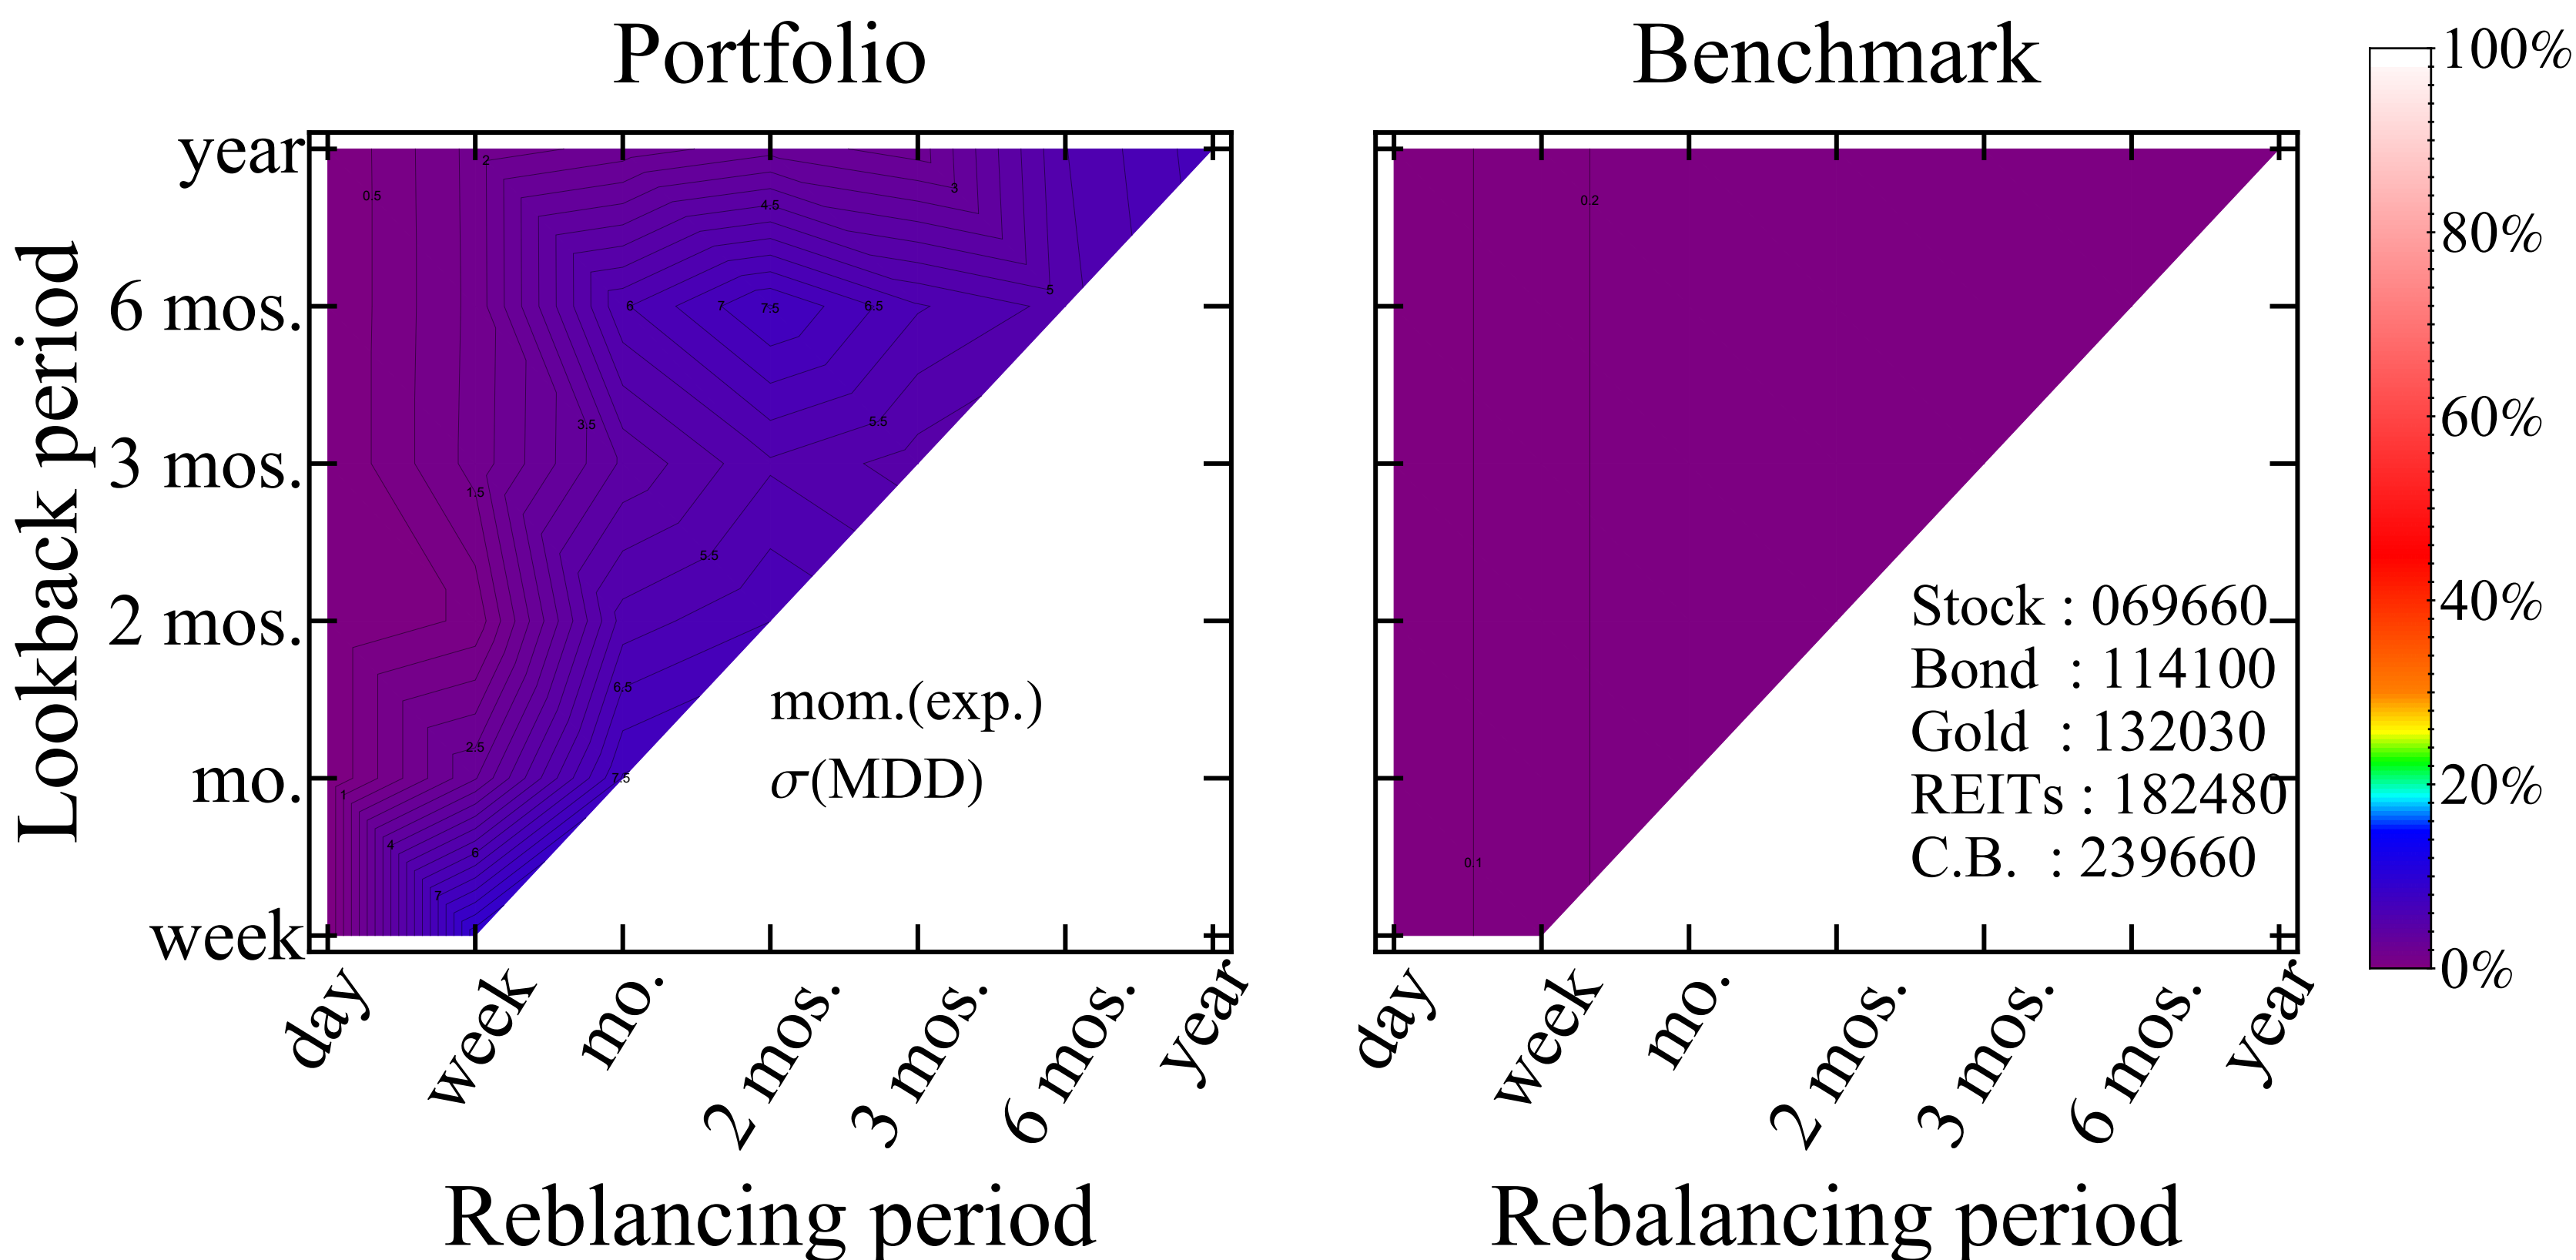 Portfolio
Benchmark
Lookback period
year
6 mos.
3 mos.
2 mos.
mo.
week
0.5
2
3
4.5
5
6
7
7.5
6.5
5.5
3.5
1.5
5.5
6.5
2.5
7.5
1
4
6
7
mom.(exp.)
σ(MDD)
day
week
mo.
2 mos.
3 mos.
6 mos.
year
Reblancing period
0.2
0.1
Stock : 069660
Bond : 114100
Gold : 132030
REITs : 182480
C.B. : 239660
day
week
mo.
2 mos.
3 mos.
6 mos.
year
Rebalancing period
100%
80%
60%
40%
20%
0%